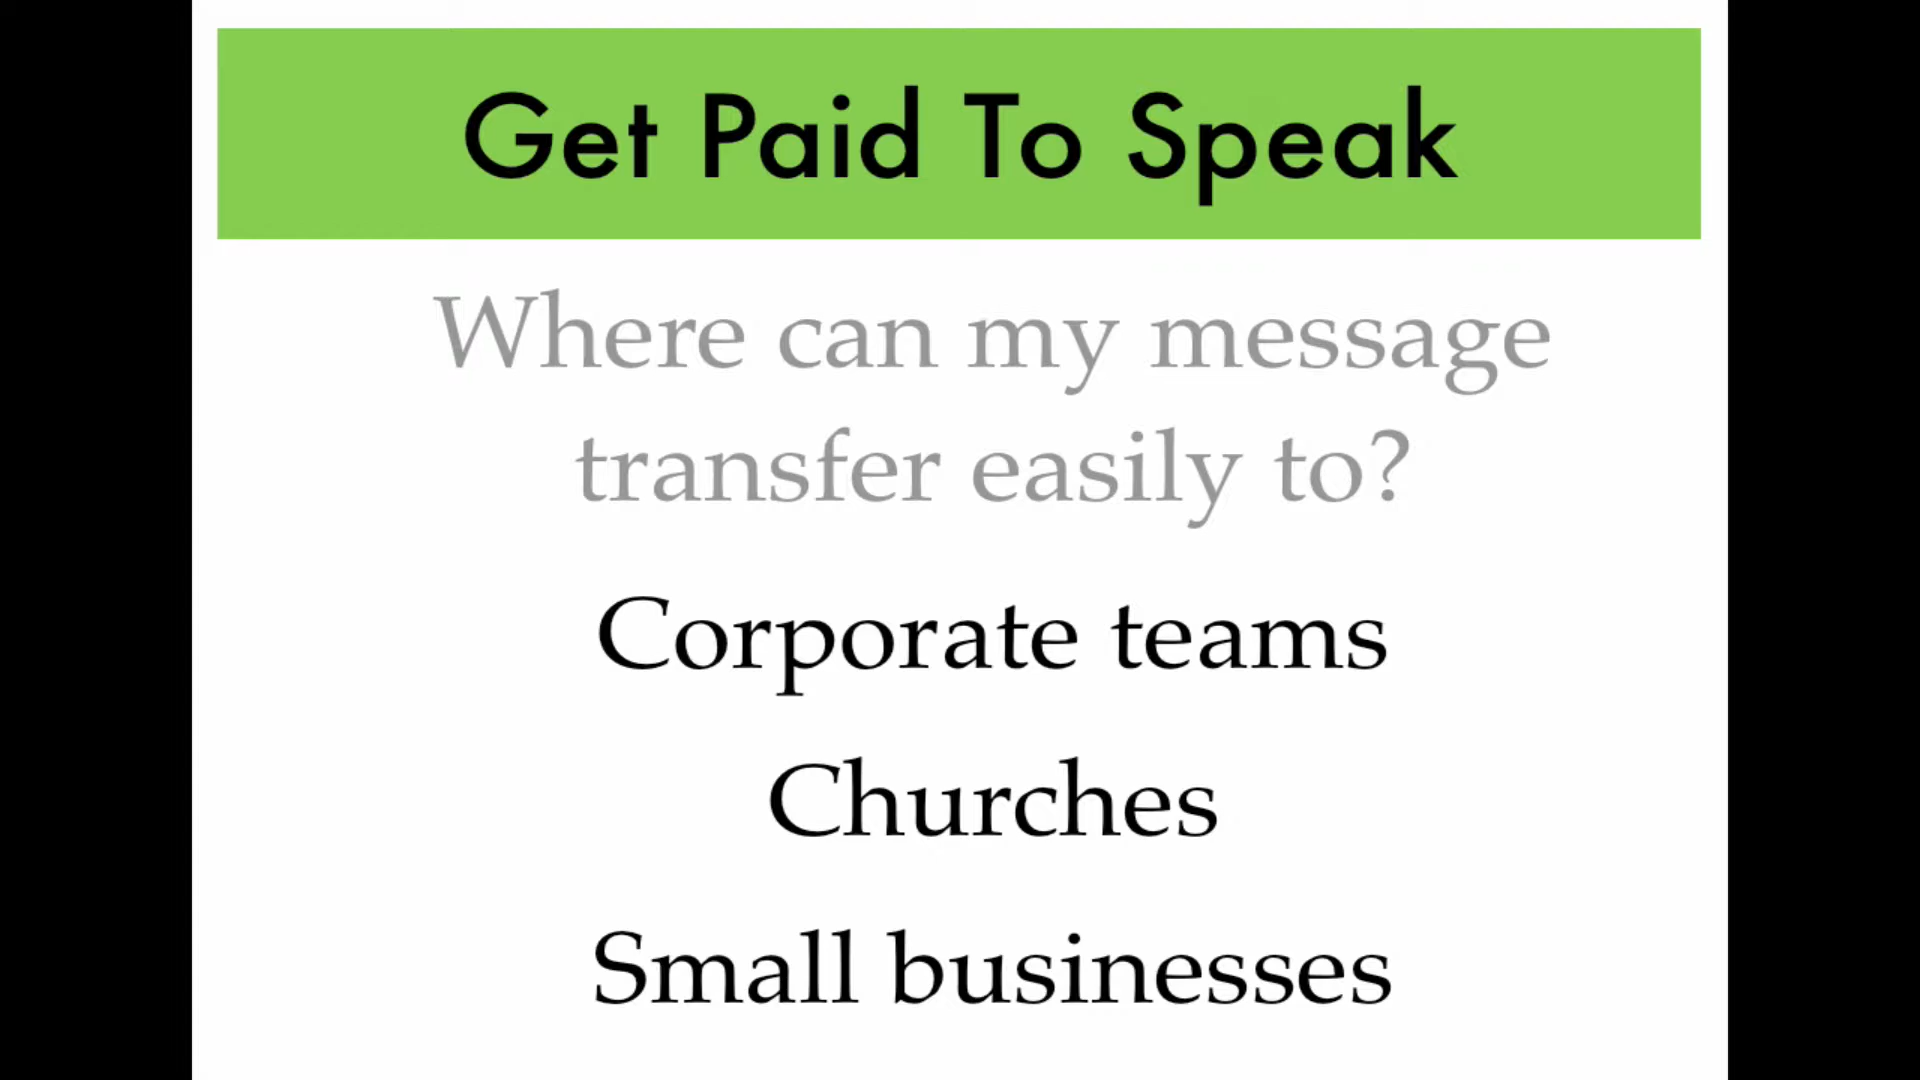 Get Paid To Speak
Where can my message
transfer easily to?
Corporate teams
Churches
Small businesses